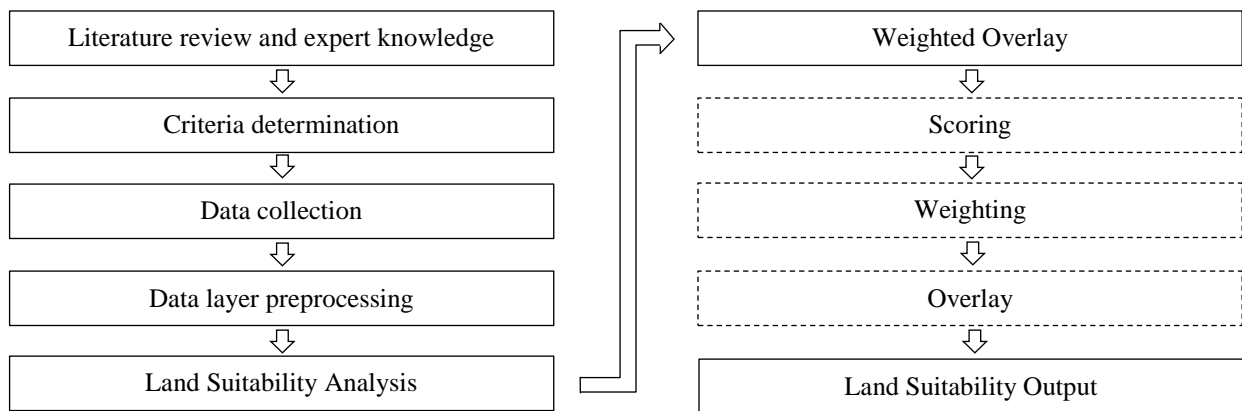 Literature review and expert knowledge
Criteria determination
Data collection
Data layer preprocessing
Land Suitability Analysis
Weighted Overlay
Scoring
Weighting
Overlay
Land Suitability Output